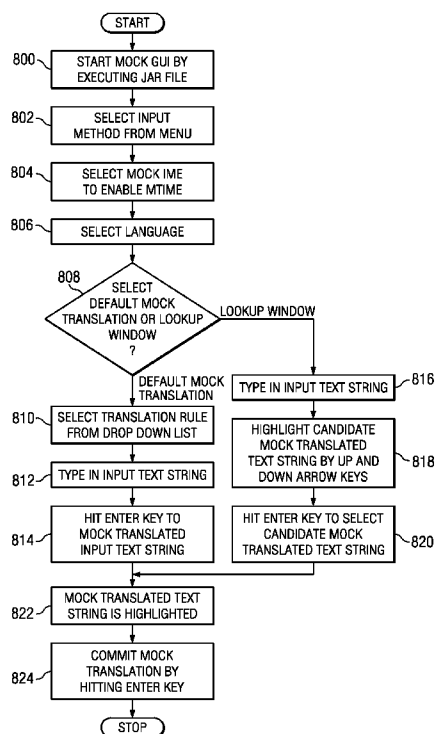 START
800
START MOCK GUI BY
EXECUTING JAR FILE
802
SELECT INPUT
METHOD FROM MENU
804
SELECT MOCK IME
TO ENABLE MTIME
806
SELECT LANGUAGE
808
SELECT
DEFAULT MOCK
TRANSLATION OR LOOKUP
WINDOW
?
LOOKUP WINDOW
DEFAULT MOCK
TRANSLATION
810
SELECT TRANSLATION RULE
FROM DROP DOWN LIST
812
TYPE IN INPUT TEXT STRING
814
HIT ENTER KEY TO
MOCK TRANSLATED
INPUT TEXT STRING
TYPE IN INPUT TEXT STRING
816
HIGHLIGHT CANDIDATE
MOCK TRANSLATED
TEXT STRING BY UP AND
DOWN ARROW KEYS
818
HIT ENTER KEY TO SELECT
CANDIDATE MOCK
TRANSLATED TEXT STRING
820
822
MOCK TRANSLATED TEXT
STRING IS HIGHLIGHTED
824
COMMIT MOCK
TRANSLATION BY
HITTING ENTER KEY
STOP